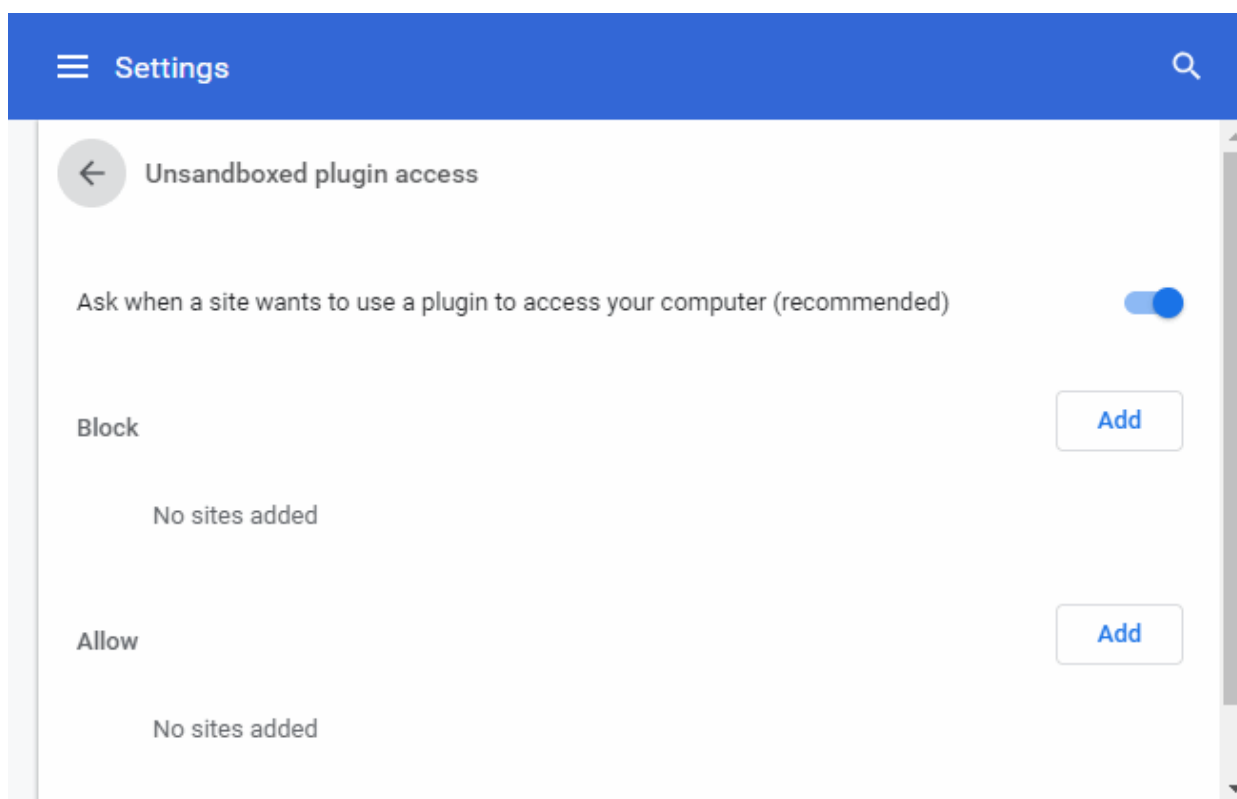 Settings
Unsandboxed plugin access
Ask when a site wants to use a plugin to access your computer (recommended)
Block
Add
No sites added
Allow
Add
No sites added